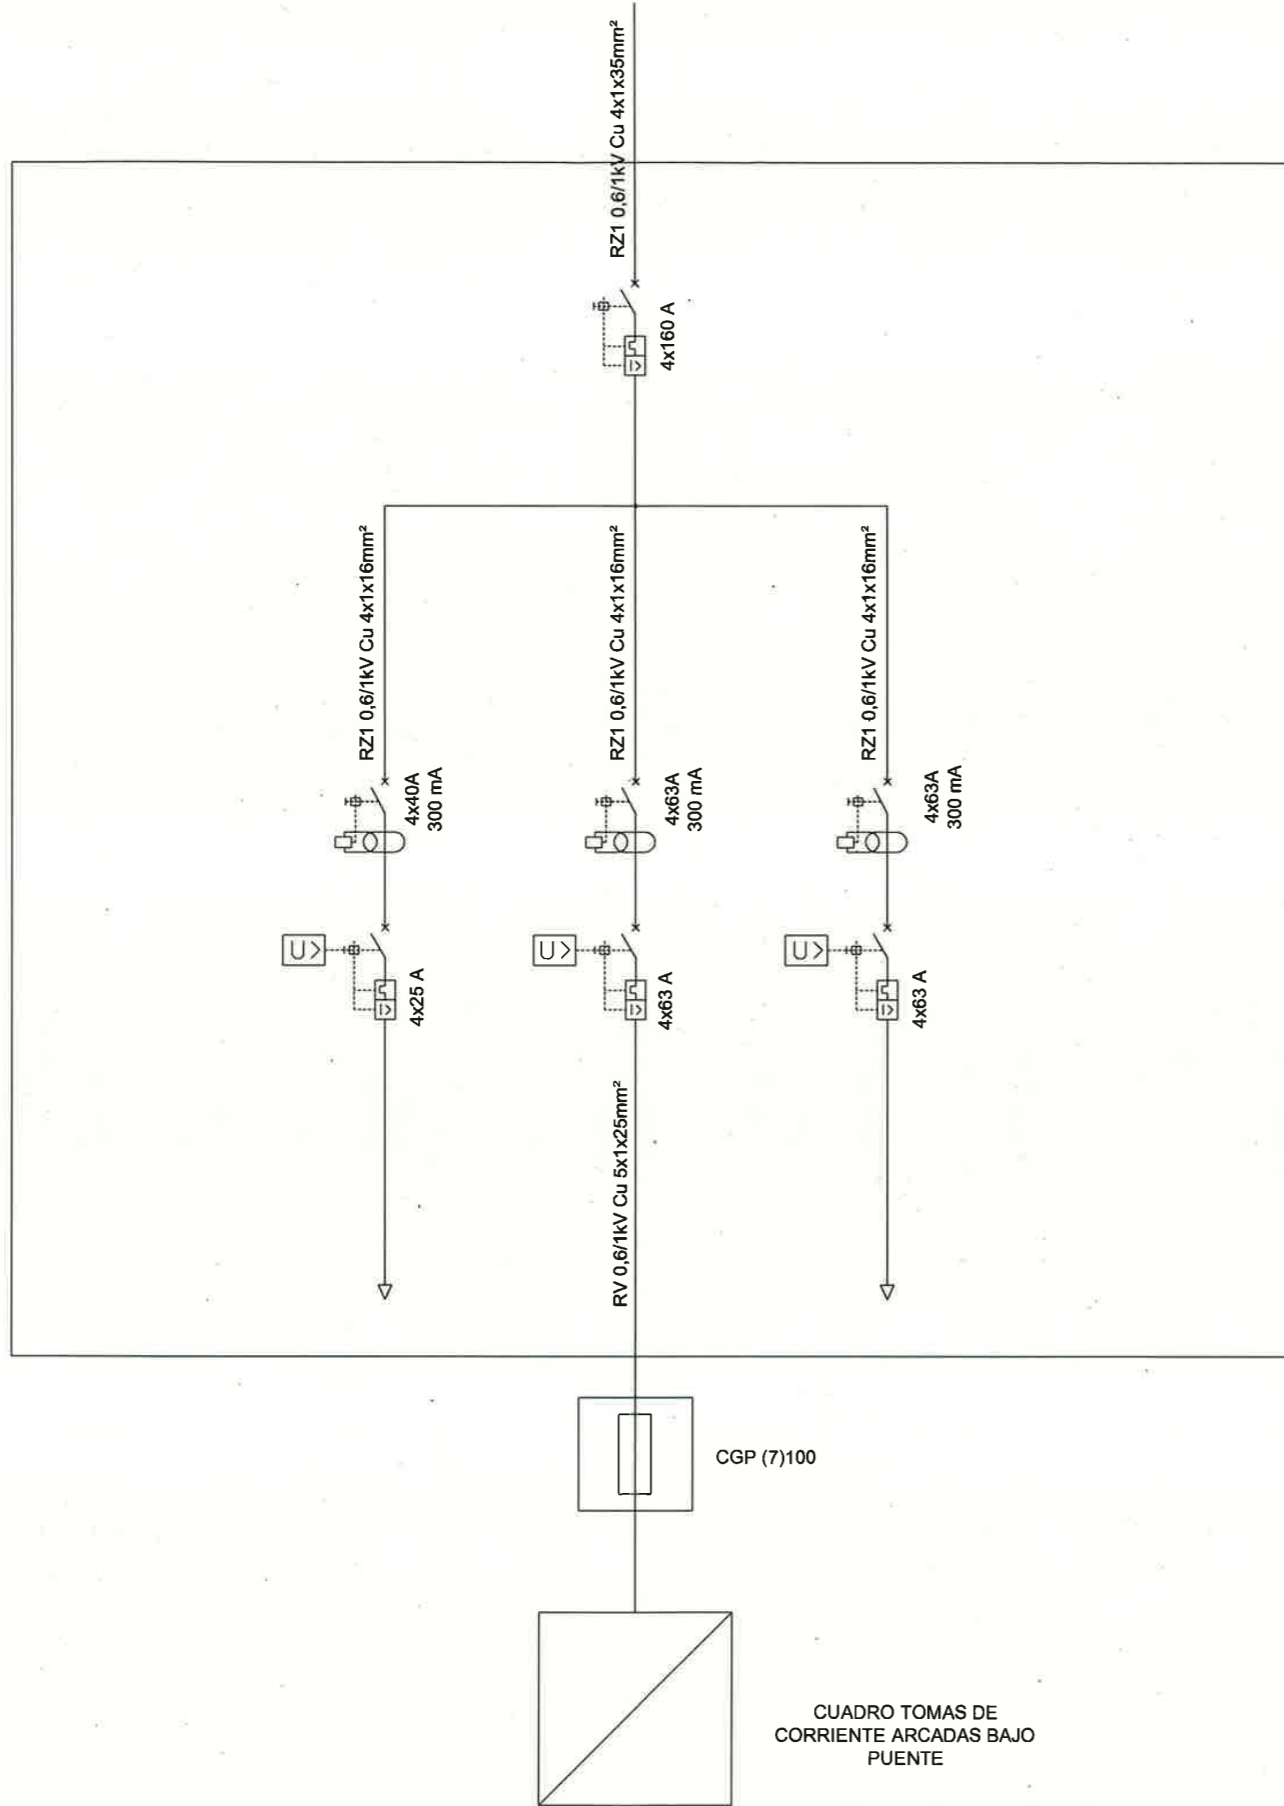 RZ1 0,6/1kV Cu 4x1x35mm²
4x160 A
RZ1 0,6/1kV Cu 4x1x16mm²
RZ1 0,6/1kV Cu 4x1x16mm²
RZ1 0,6/1kV Cu 4x1x16mm²
4x40A
300 mA
4x63A
300 mA
4x63A
300 mA
U>
U>
U>
I>
I>
I>
I>
4x25 A
4x63 A
4x63 A
RV 0,6/1kV Cu 5x1x25mm²
CGP (7)100
CUADRO TOMAS DE
CORRIENTE ARCADAS BAJO
PUENTE